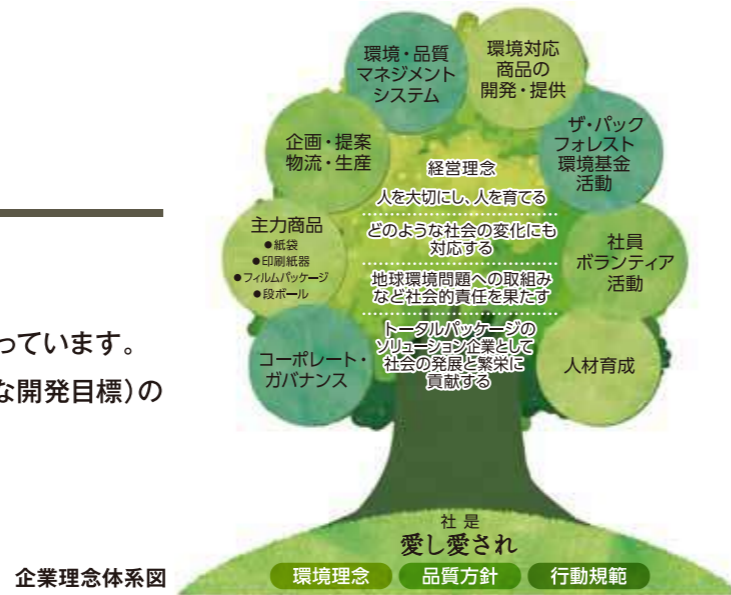 っています。
な開発目標)の
企業理念体系図
環境・品質
マネジメント
システム
環境対応
商品の
開発・提供
企画・提案
物流・生産
ザ・パック
フォレスト
環境基金
活動
主力商品
●紙袋
●印刷紙器
●フィルムパッケージ
●段ボール
社員
ボランティア
活動
コーポレート・
ガバナンス
人材育成
経営理念
人を大切にし、人を育てる
どのような社会の変化にも
対応する
地球環境問題への取組み
など社会的責任を果たす
トータルパッケージの
ソリューション企業として
社会の発展と繁栄に
貢献する
社是
愛し愛され
環境理念
品質方針
行動規範